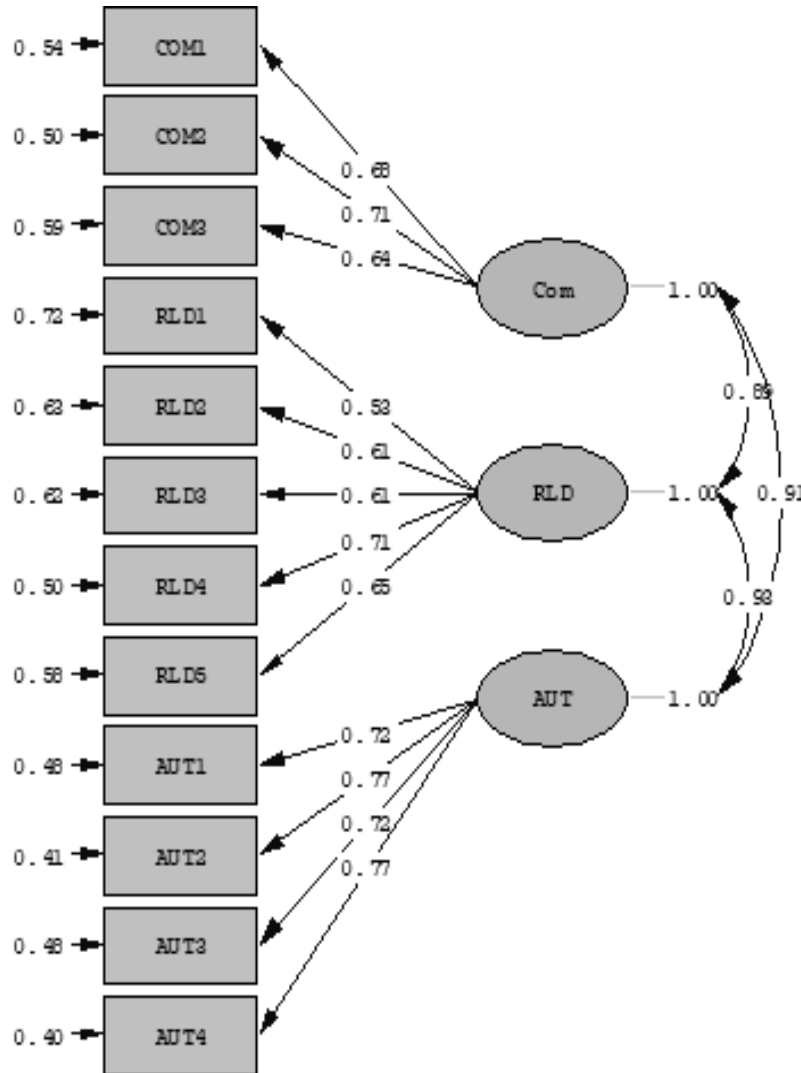 0.54 COM1
0.50 COM2
0.68
0.71
0.59 COM3
0.64
Com 1.00
0.72 RLD1
0.89
0.63 RLD2
0.53
0.61
0.62 RLD3 0.61 RLD 1.00 0.91
0.71
0.50 RLD4
0.65
0.93
0.58 RLD5
AUT 1.00
0.72
0.48 AUT1
0.77
0.72
0.41 AUT2
0.77
0.48 AUT3
0.40 AUT4